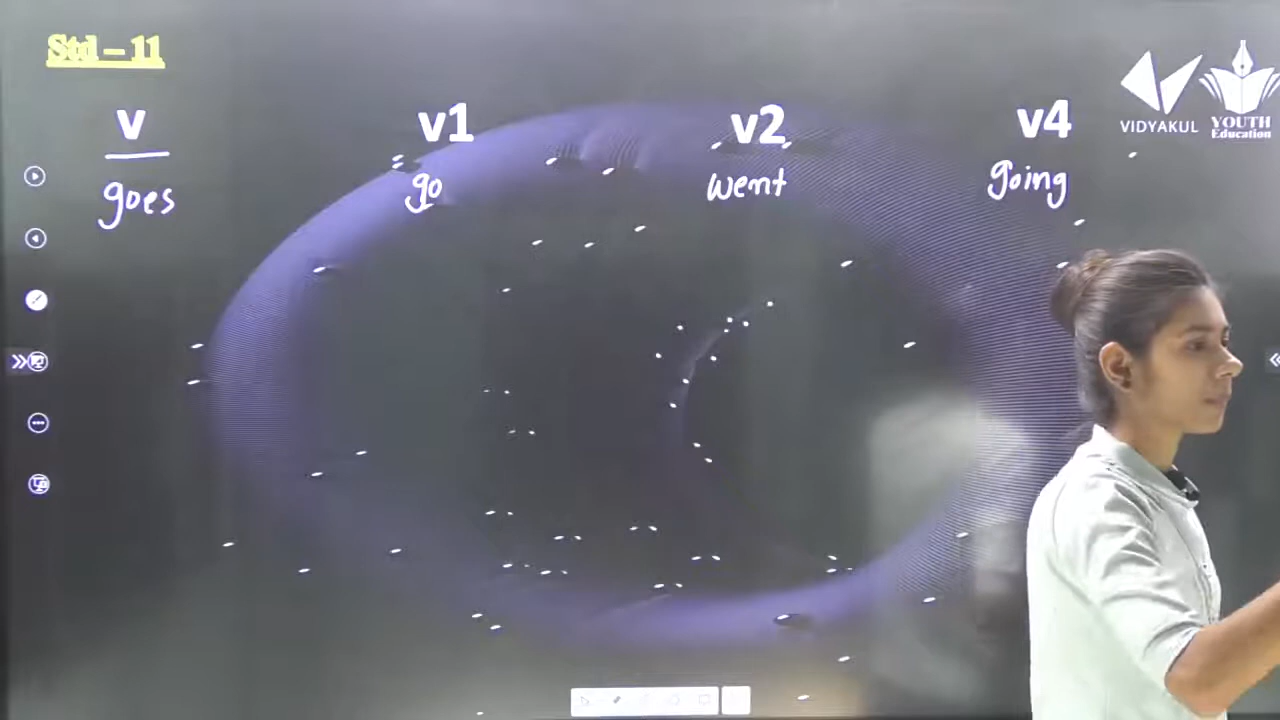 Std – 11
v v1 v2 v4
goes go went going
VIDYAKUL
YOUTH
Education